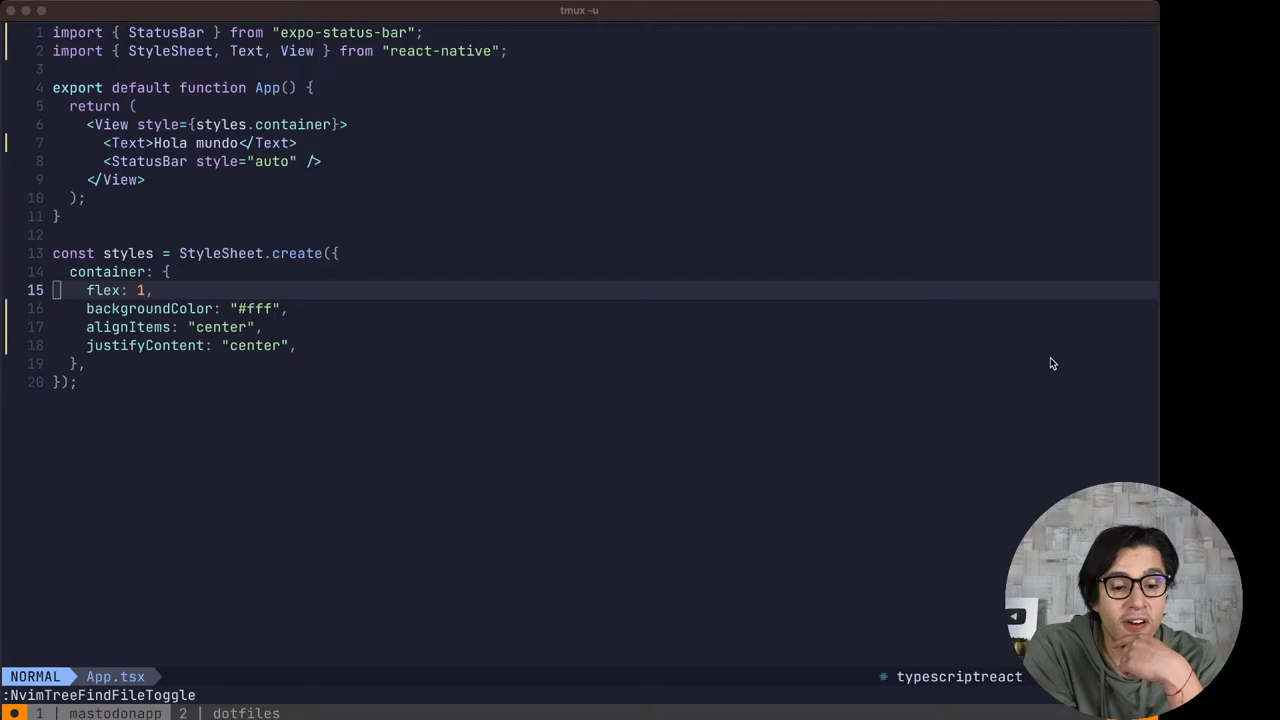 tmux -u
1 import { StatusBar } from "expo-status-bar";
2 import { StyleSheet, Text, View } from "react-native";
3
4 export default function App() {
5   return (
6     <View style={styles.container}>
7       <Text>Hola mundo</Text>
8       <StatusBar style="auto" />
9     </View>
10   );
11 }
12
13 const styles = StyleSheet.create({
14   container: {
15     flex: 1,
16     backgroundColor: "#fff",
17     alignItems: "center",
18     justifyContent: "center",
19   },
20 });
NORMAL App.tsx typescriptreact
:NvimTreeFindFileToggle
1 | mastodonapp 2 | dotfiles